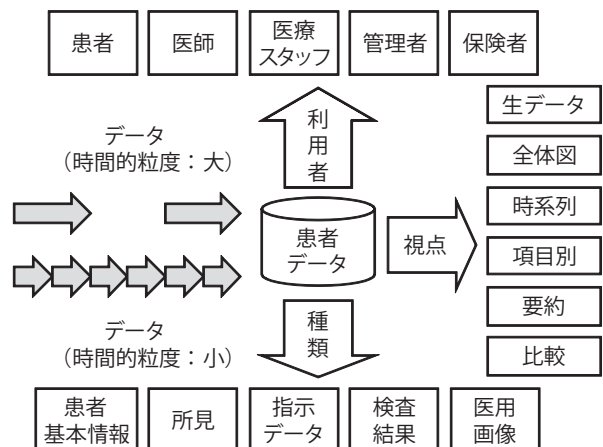 患者
医師
医療
スタッフ
管理者
保険者
生データ
全体図
時系列
項目別
要約
比較
データ
（時間的粒度：大）
利用者
患者
データ
視点
データ
（時間的粒度：小）
種類
患者
基本情報
所見
指示
データ
検査
結果
医用
画像